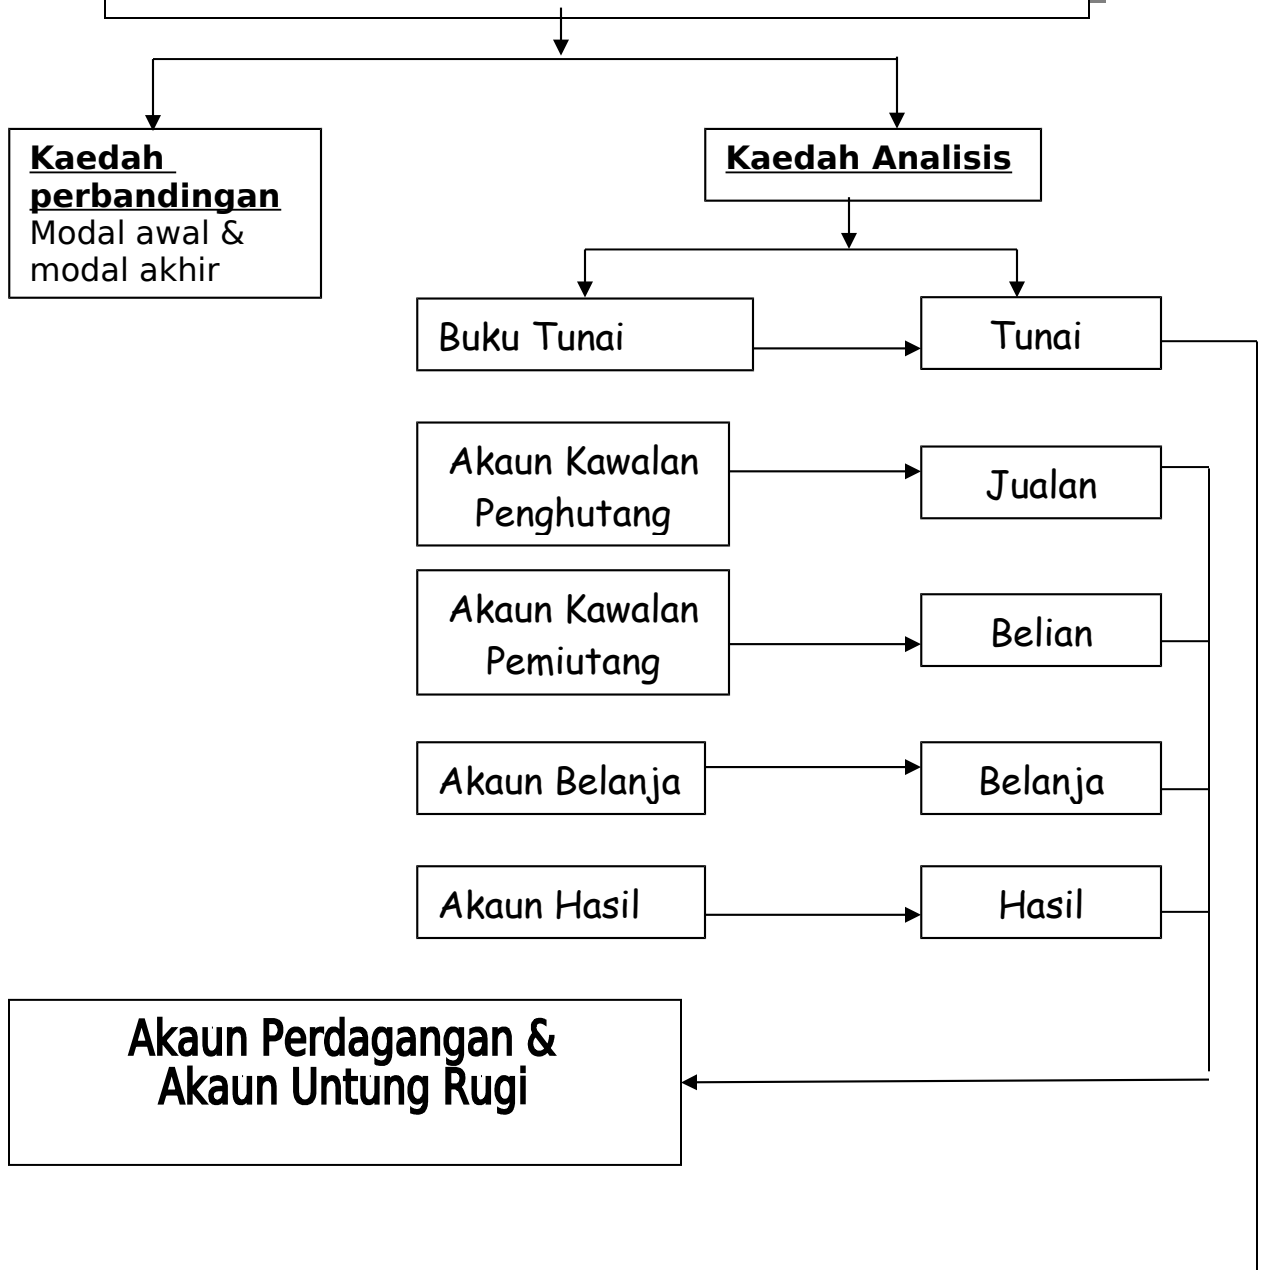 Kaedah
perbandingan
Modal awal &
modal akhir
Kaedah Analisis
Buku Tunai
Tunai
Akaun Kawalan
Penghutang
Jualan
Akaun Kawalan
Pemiutang
Belian
Akaun Belanja
Belanja
Akaun Hasil
Hasil
Akaun Perdagangan &
Akaun Untung Rugi